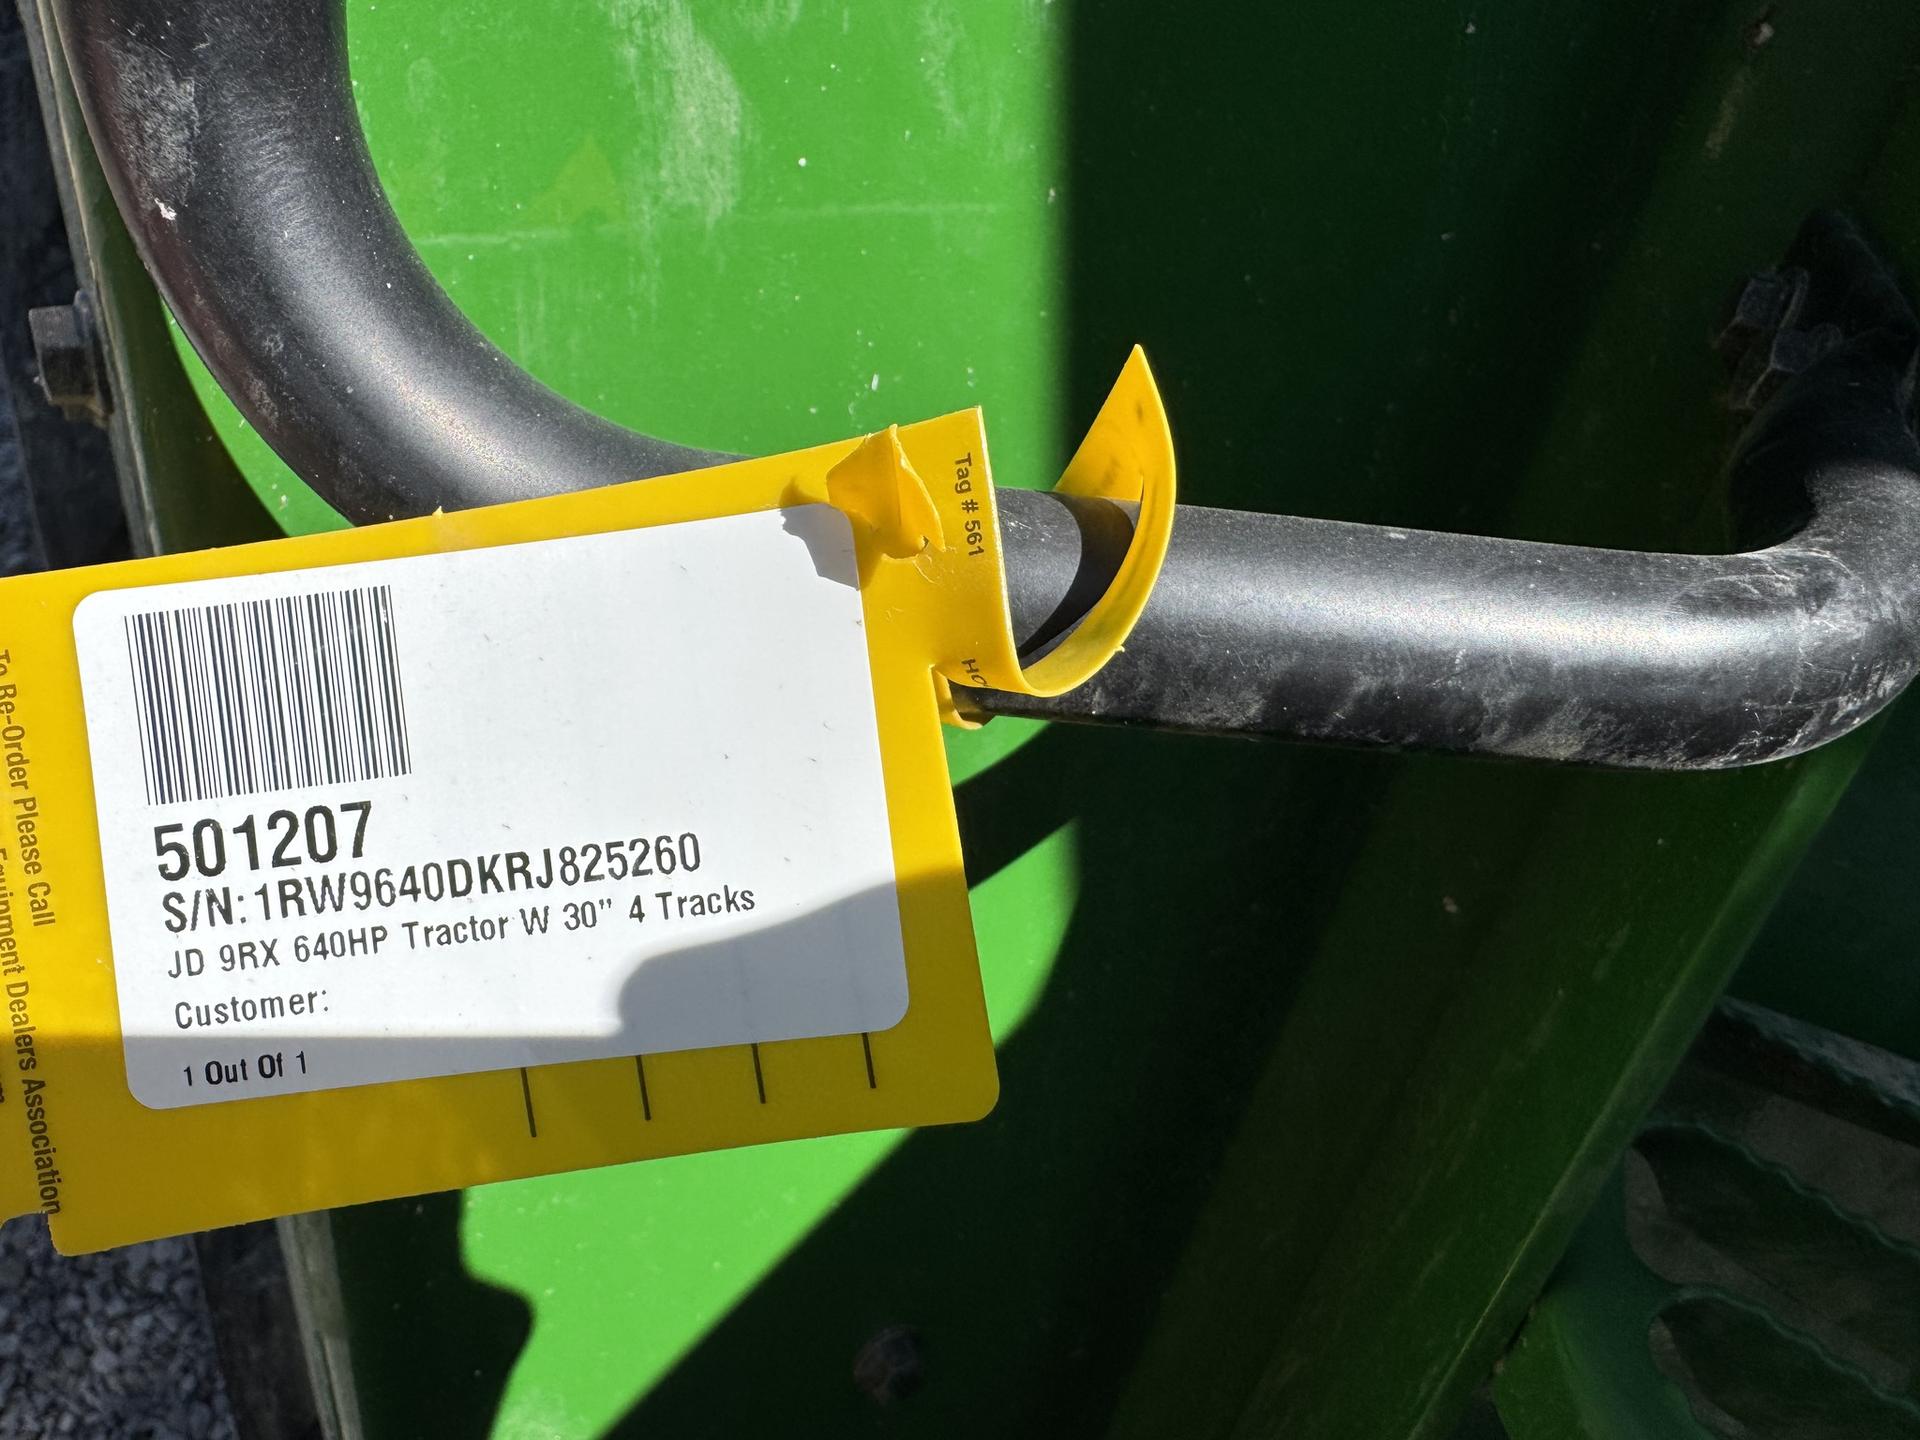 Tag # 561
HO
501207
S/N: 1RW9640DKRJ825260
JD 9RX 640HP Tractor W 30" 4 Tracks
Customer:
1 Out Of 1
To Re-Order Please Call
Equipment Dealers Association